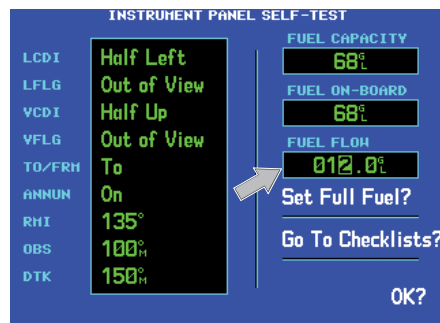 INSTRUMENT PANEL SELF-TEST
LCDI Half Left
LFLG Out of View
VCDI Half Up
VFLG Out of View
TO/FRM To
ANNUN On
RMI 135°
OBS 100°M
DTK 150°M
FUEL CAPACITY
68GL
FUEL ON-BOARD
68GL
FUEL FLOW
012.0GL
Set Full Fuel?
Go To Checklists?
OK?